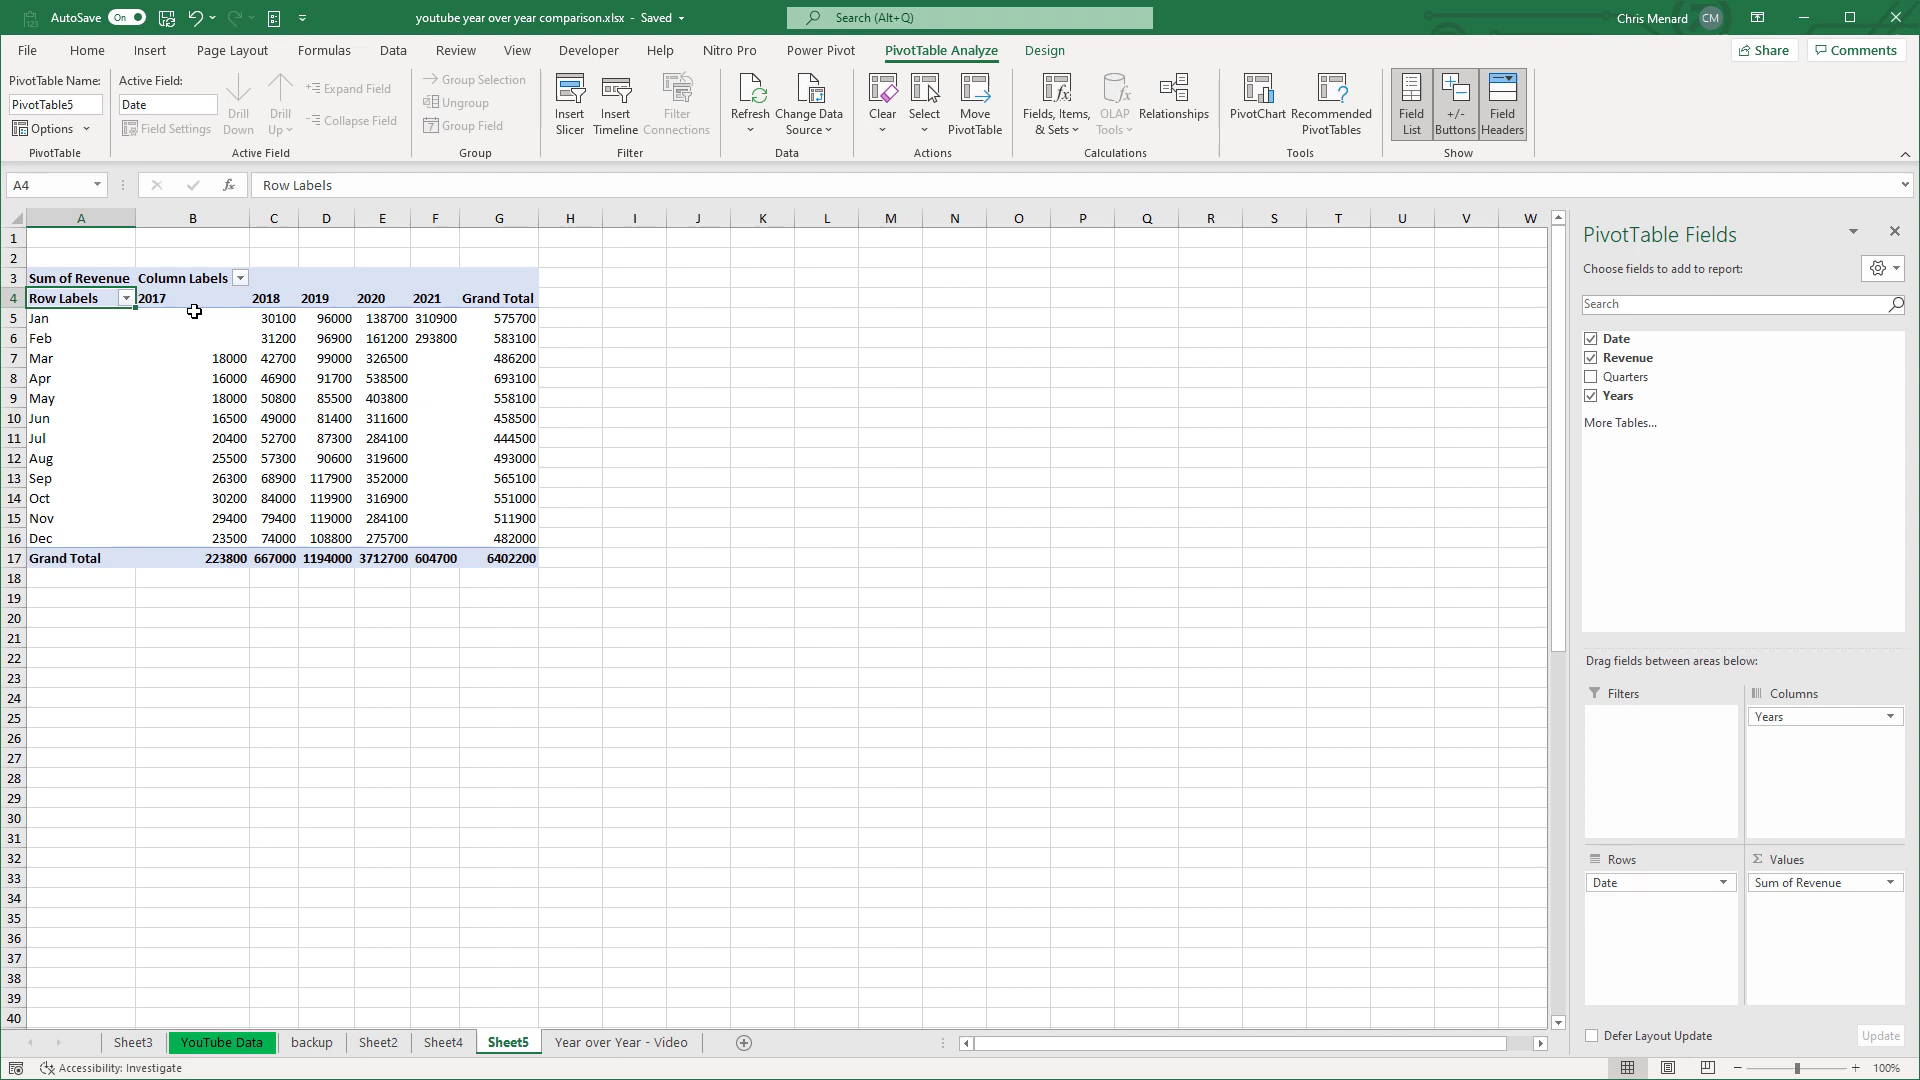 AutoSave On youtube year over year comparison.xlsx - Saved Search (Alt+Q) Chris Menard CM
File Home Insert Page Layout Formulas Data Review View Developer Help Nitro Pro Power Pivot PivotTable Analyze Design Share Comments
PivotTable Name: Active Field: Group Selection
PivotTable5 Date Expand Field Ungroup
Options Field Settings Drill Down Drill Up Collapse Field Group Field
Insert Slicer Insert Timeline Filter Connections Refresh Change Data Source Clear Select Move PivotTable Fields, Items, & Sets OLAP Tools Relationships PivotChart Recommended PivotTables Field List +/- Buttons Field Headers
PivotTable Active Field Group Filter Data Actions Calculations Tools Show
A4 fx Row Labels
A B C D E F G H I J K L M N O P Q R S T U V W
1
2
3 Sum of Revenue Column Labels
4 Row Labels 2017 2018 2019 2020 2021 Grand Total
5 Jan 30100 96000 138700 310900 575700
6 Feb 31200 96900 161200 293800 583100
7 Mar 18000 42700 99000 326500 486200
8 Apr 16000 46900 91700 538500 693100
9 May 18000 50800 85500 403800 558100
10 Jun 16500 49000 81400 311600 458500
11 Jul 20400 52700 87300 284100 444500
12 Aug 25500 57300 90600 319600 493000
13 Sep 26300 68900 117900 352000 565100
14 Oct 30200 84000 119900 316900 551000
15 Nov 29400 79400 119000 284100 511900
16 Dec 23500 74000 108800 275700 482000
17 Grand Total 223800 667000 1194000 3712700 604700 6402200
18
19
20
21
22
23
24
25
26
27
28
29
30
31
32
33
34
35
36
37
38
39
40
PivotTable Fields
Choose fields to add to report:
Search
Date
Revenue
Quarters
Years
More Tables...
Drag fields between areas below:
Filters Columns
Years
Rows Values
Date Sum of Revenue
Defer Layout Update Update
Sheet3 YouTube Data backup Sheet2 Sheet4 Sheet5 Year over Year - Video
Accessibility: Investigate 100%